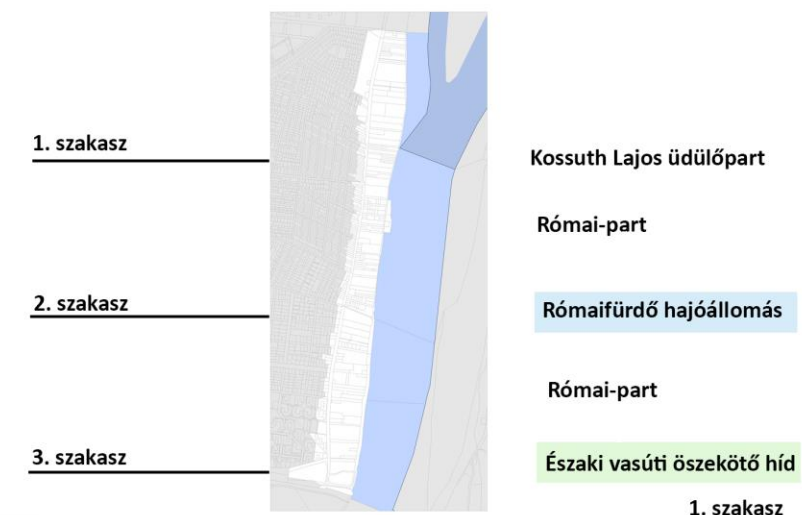 1. szakasz
Kossuth Lajos üdülőpart
Római-part
2. szakasz
Rómaifürdő hajóállomás
Római-part
3. szakasz
Északi vasúti öszekötő híd
1. szakasz